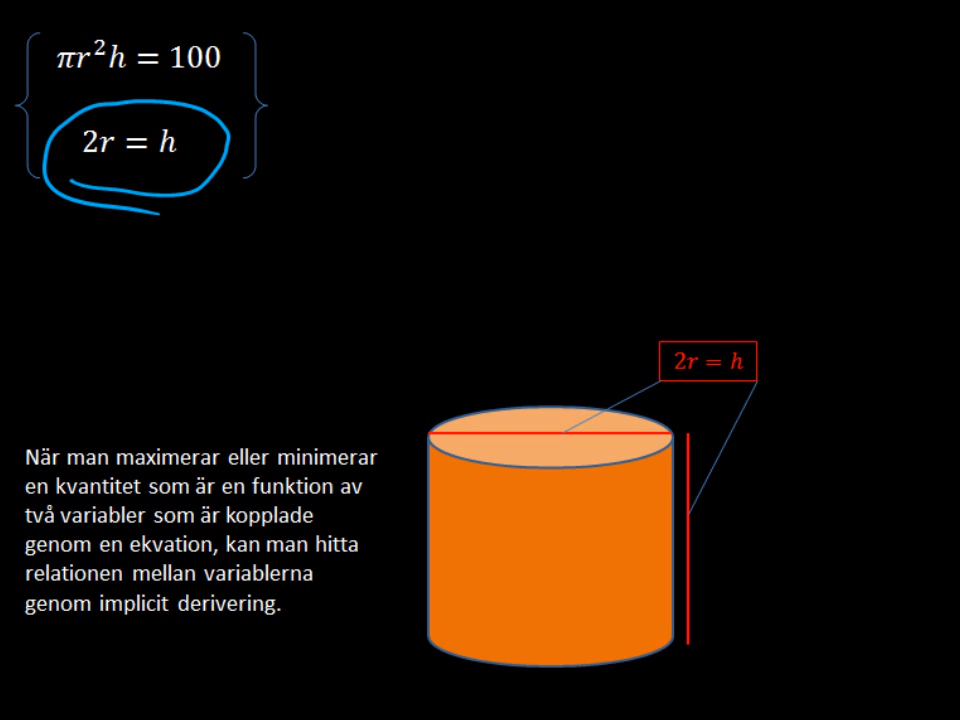 πr²h = 100
2r = h
2r = h
När man maximerar eller minimerar
en kvantitet som är en funktion av
två variabler som är kopplade
genom en ekvation, kan man hitta
relationen mellan variablerna
genom implicit derivering.